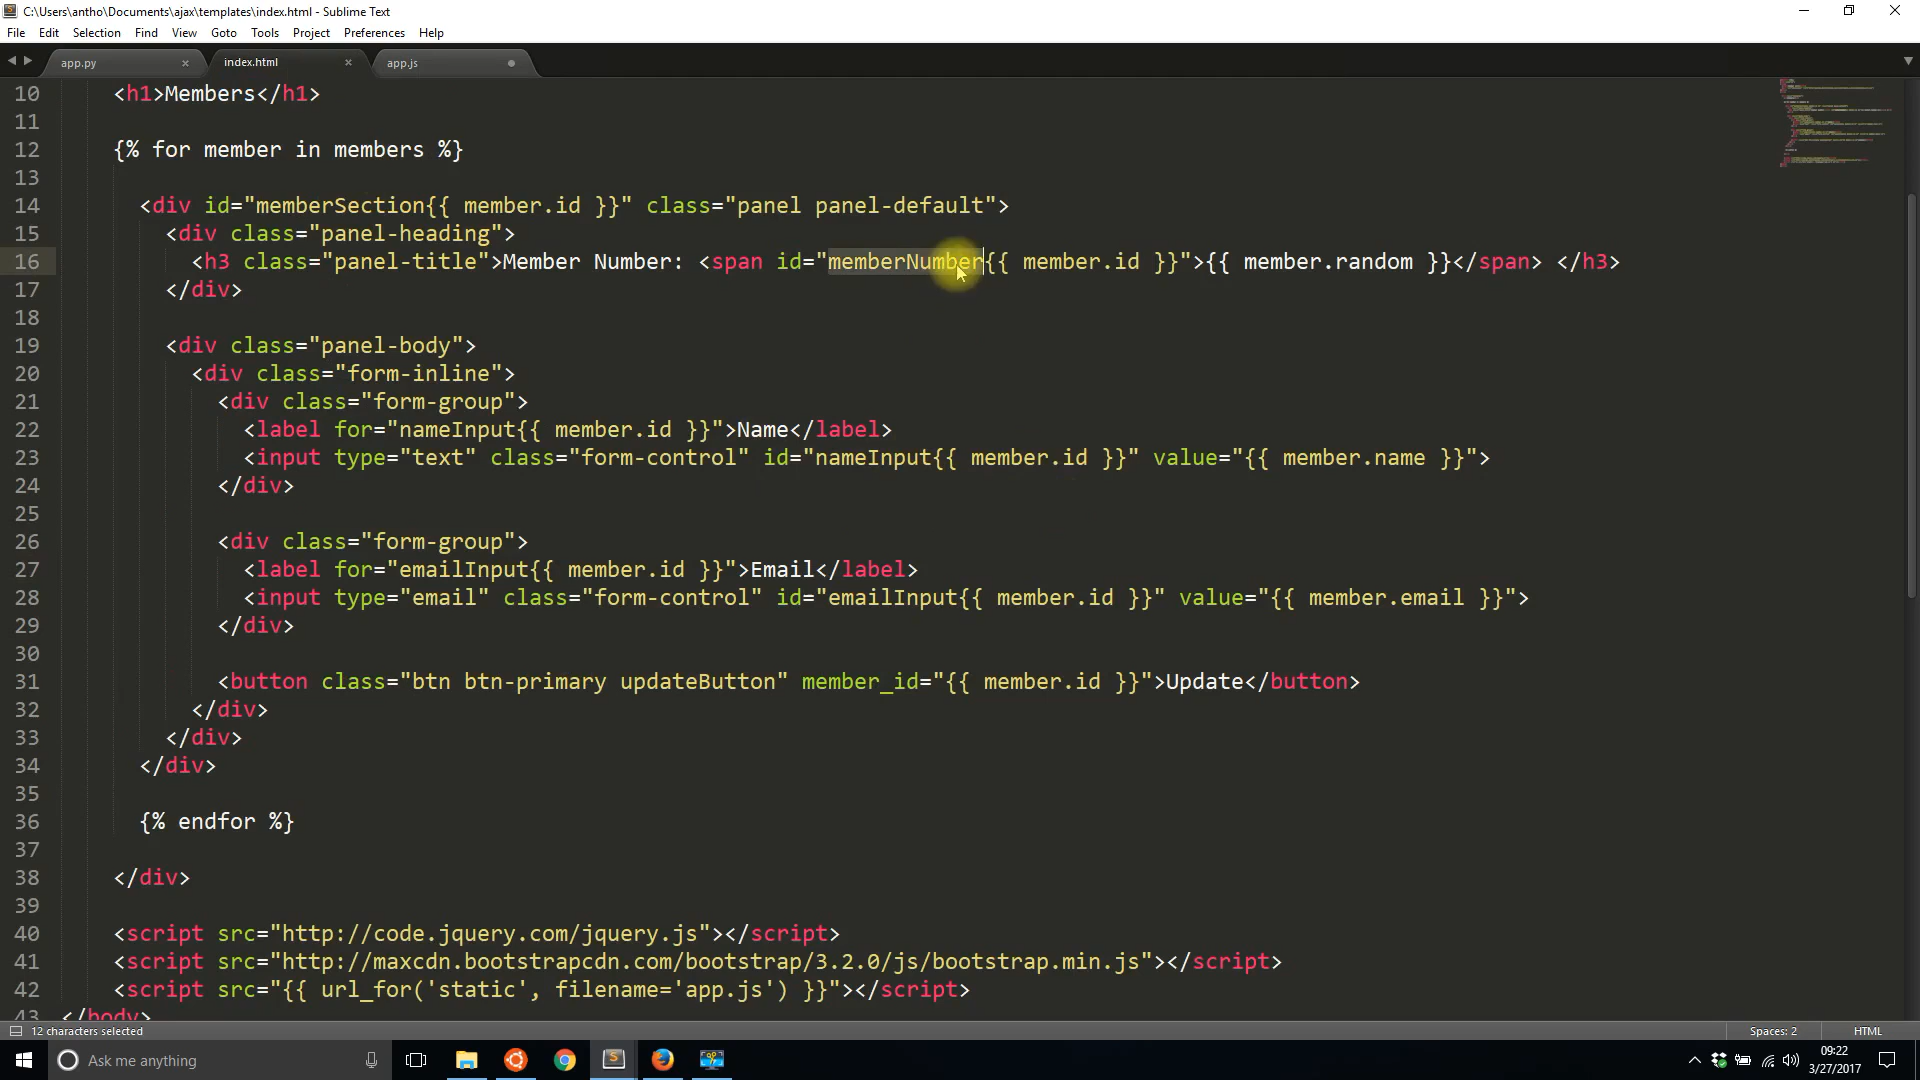 C:\Users\antho\Documents\ajax\templates\index.html - Sublime Text
File Edit Selection Find View Goto Tools Project Preferences Help
app.py index.html app.js
10 <h1>Members</h1>
11
12 {% for member in members %}
13
14 <div id="memberSection{{ member.id }}" class="panel panel-default">
15 <div class="panel-heading">
16 <h3 class="panel-title">Member Number: <span id="memberNumber{{ member.id }}">{{ member.random }}</span> </h3>
17 </div>
18
19 <div class="panel-body">
20 <div class="form-inline">
21 <div class="form-group">
22 <label for="nameInput{{ member.id }}">Name</label>
23 <input type="text" class="form-control" id="nameInput{{ member.id }}" value="{{ member.name }}">
24 </div>
25
26 <div class="form-group">
27 <label for="emailInput{{ member.id }}">Email</label>
28 <input type="email" class="form-control" id="emailInput{{ member.id }}" value="{{ member.email }}">
29 </div>
30
31 <button class="btn btn-primary updateButton" member_id="{{ member.id }}">Update</button>
32 </div>
33 </div>
34 </div>
35
36 {% endfor %}
37
38 </div>
39
40 <script src="http://code.jquery.com/jquery.js"></script>
41 <script src="http://maxcdn.bootstrapcdn.com/bootstrap/3.2.0/js/bootstrap.min.js"></script>
42 <script src="{{ url_for('static', filename='app.js') }}"></script>
43 </body>
12 characters selected Spaces: 2 HTML
Ask me anything
09:22
3/27/2017